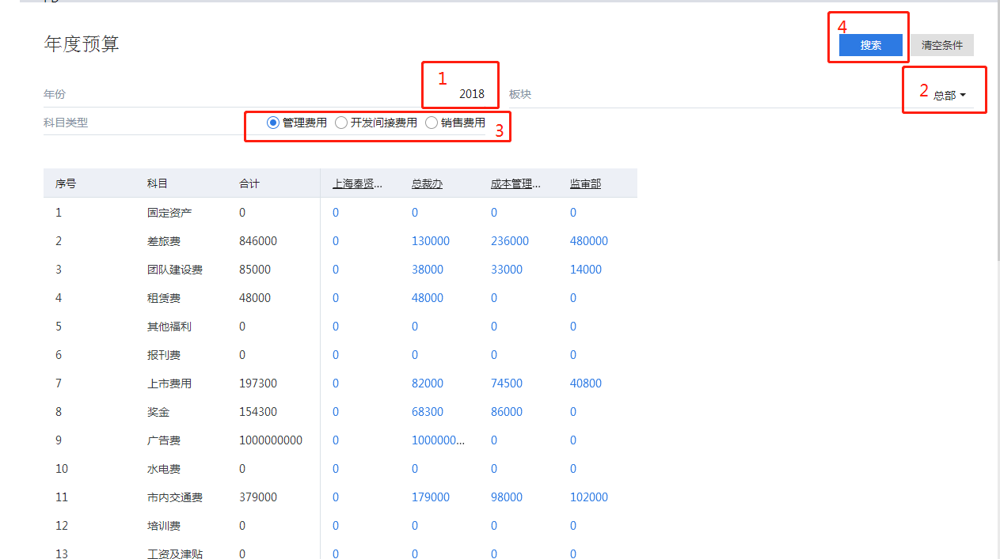 年度预算
4
搜索 清空条件
年份 1 2018 板块 2 总部
科目类型 管理费用 开发间接费用 销售费用 3
序号 科目 合计 上海奉贤... 总裁办 成本管理... 监审部
1 固定资产 0 0 0 0 0
2 差旅费 846000 0 130000 236000 480000
3 团队建设费 85000 0 38000 33000 14000
4 租赁费 48000 0 48000 0 0
5 其他福利 0 0 0 0 0
6 报刊费 0 0 0 0 0
7 上市费用 197300 0 82000 74500 40800
8 奖金 154300 0 68300 86000 0
9 广告费 1000000000 0 1000000... 0 0
10 水电费 0 0 0 0 0
11 市内交通费 379000 0 179000 98000 102000
12 培训费 0 0 0 0 0
13 工资及津贴 0 0 0 0 0